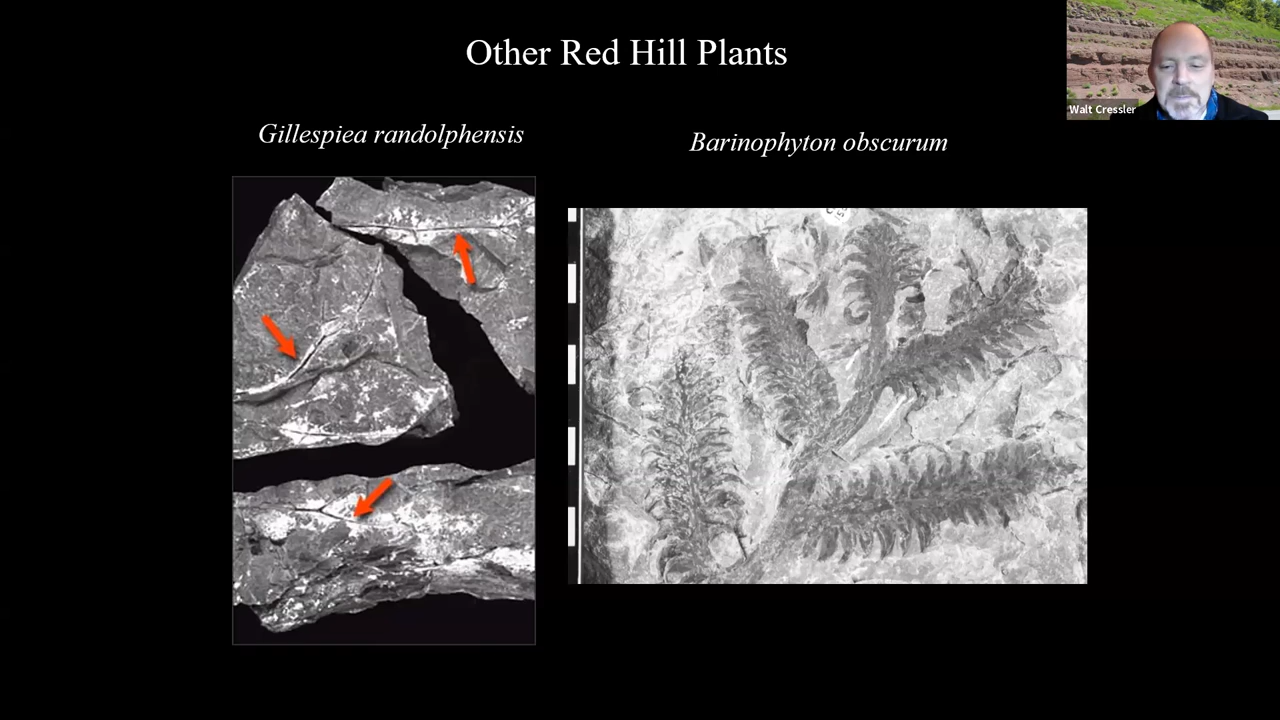 Other Red Hill Plants
Walt Cressler
Gillespiea randolphensis
Barinophyton obscurum